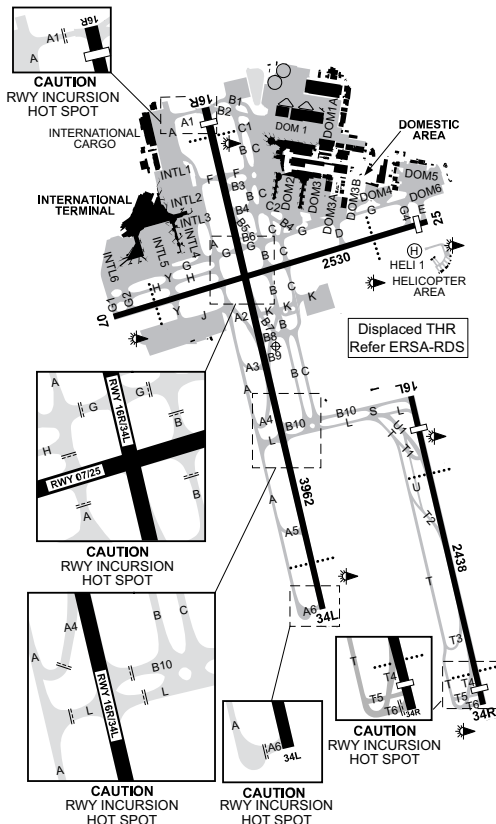 16R
A1
CAUTION
RWY INCURSION
HOT SPOT
INTERNATIONAL
CARGO
16R
A1
A
B1
B2
C1
B
C
DOM 1
DOM1A
DOMESTIC
AREA
INTL1
F
F
B3
B
C
DOM2
DOM3
DOM3A
DOM3B
DOM4
DOM5
DOM6
INTERNATIONAL
TERMINAL
INTL2
INTL3
INTL4
INTL5
INTL6
B4
B5
B6
C2
B4
G
G
G
D
G
G4
E
25
H
HELI 1
HELICOPTER
AREA
A
G
G
B
C
2530
G1
G2
H
Y
G
H
Y
J
07
B
C
K
K
K
A2
B7
B8
B9
B
Displaced THR
Refer ERSA-RDS
A3
B
C
A
A4
L
B10
B10
L
S
L
16L
I
U1
T
T
T1
U
T2
A
3962
A5
T
2438
T3
A6
34L
T4
T5
T6
34R
A
RWY 16R/34L
G
G
B
H
RWY 07/25
A
B
CAUTION
RWY INCURSION
HOT SPOT
A4
B
C
A
RWY 16R/34L
B10
L
L
A
CAUTION
RWY INCURSION
HOT SPOT
A
A6
34L
CAUTION
RWY INCURSION
HOT SPOT
T
T4
T5
T6
34R
CAUTION
RWY INCURSION
HOT SPOT